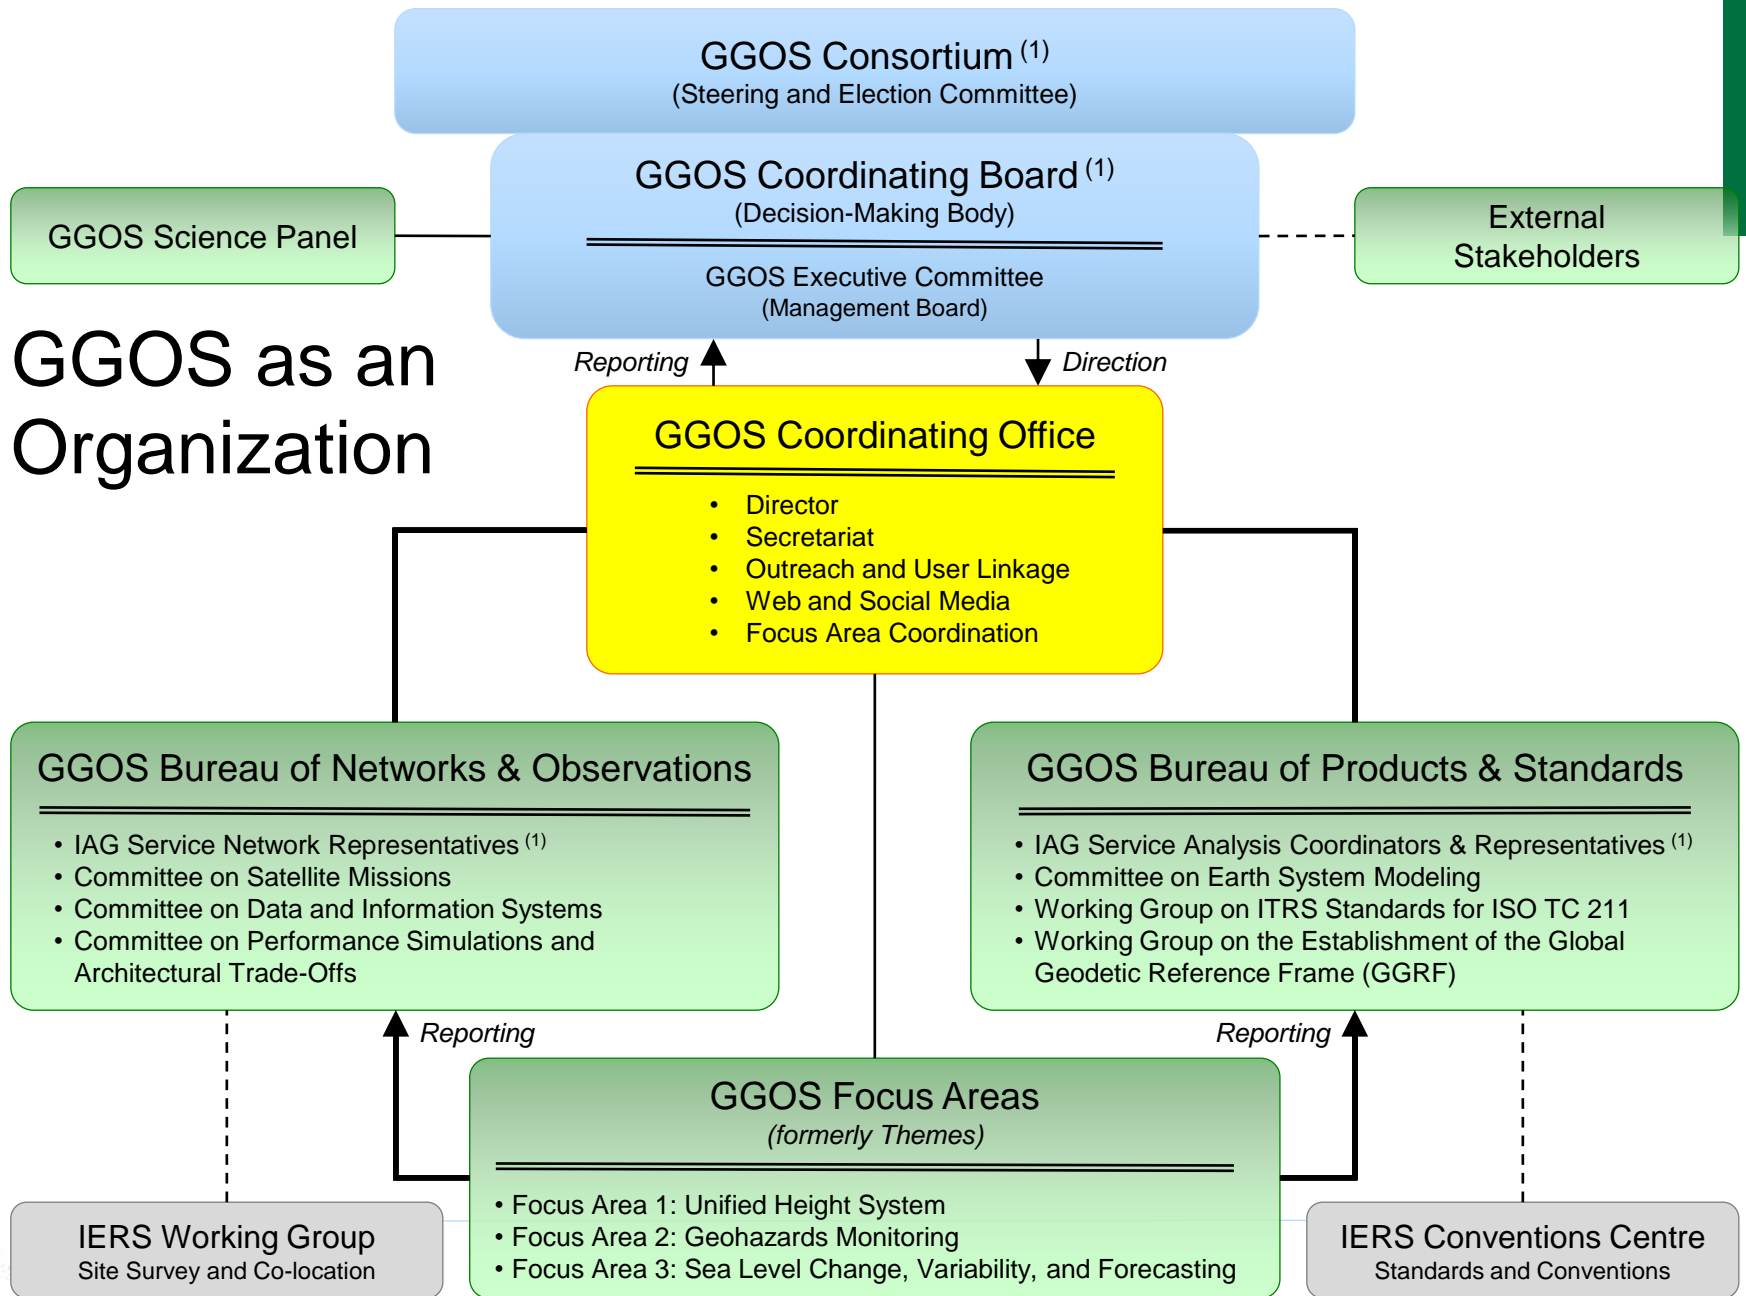 GGOS Consortium (1)
(Steering and Election Committee)
GGOS Coordinating Board (1)
(Decision-Making Body)
GGOS Executive Committee
(Management Board)
GGOS Science Panel
External
Stakeholders
GGOS as an
Organization
Reporting
Direction
GGOS Coordinating Office
• Director
• Secretariat
• Outreach and User Linkage
• Web and Social Media
• Focus Area Coordination
GGOS Bureau of Networks & Observations
• IAG Service Network Representatives (1)
• Committee on Satellite Missions
• Committee on Data and Information Systems
• Committee on Performance Simulations and
Architectural Trade-Offs
GGOS Bureau of Products & Standards
• IAG Service Analysis Coordinators & Representatives (1)
• Committee on Earth System Modeling
• Working Group on ITRS Standards for ISO TC 211
• Working Group on the Establishment of the Global
Geodetic Reference Frame (GGRF)
Reporting
Reporting
GGOS Focus Areas
(formerly Themes)
• Focus Area 1: Unified Height System
• Focus Area 2: Geohazards Monitoring
• Focus Area 3: Sea Level Change, Variability, and Forecasting
IERS Working Group
Site Survey and Co-location
IERS Conventions Centre
Standards and Conventions